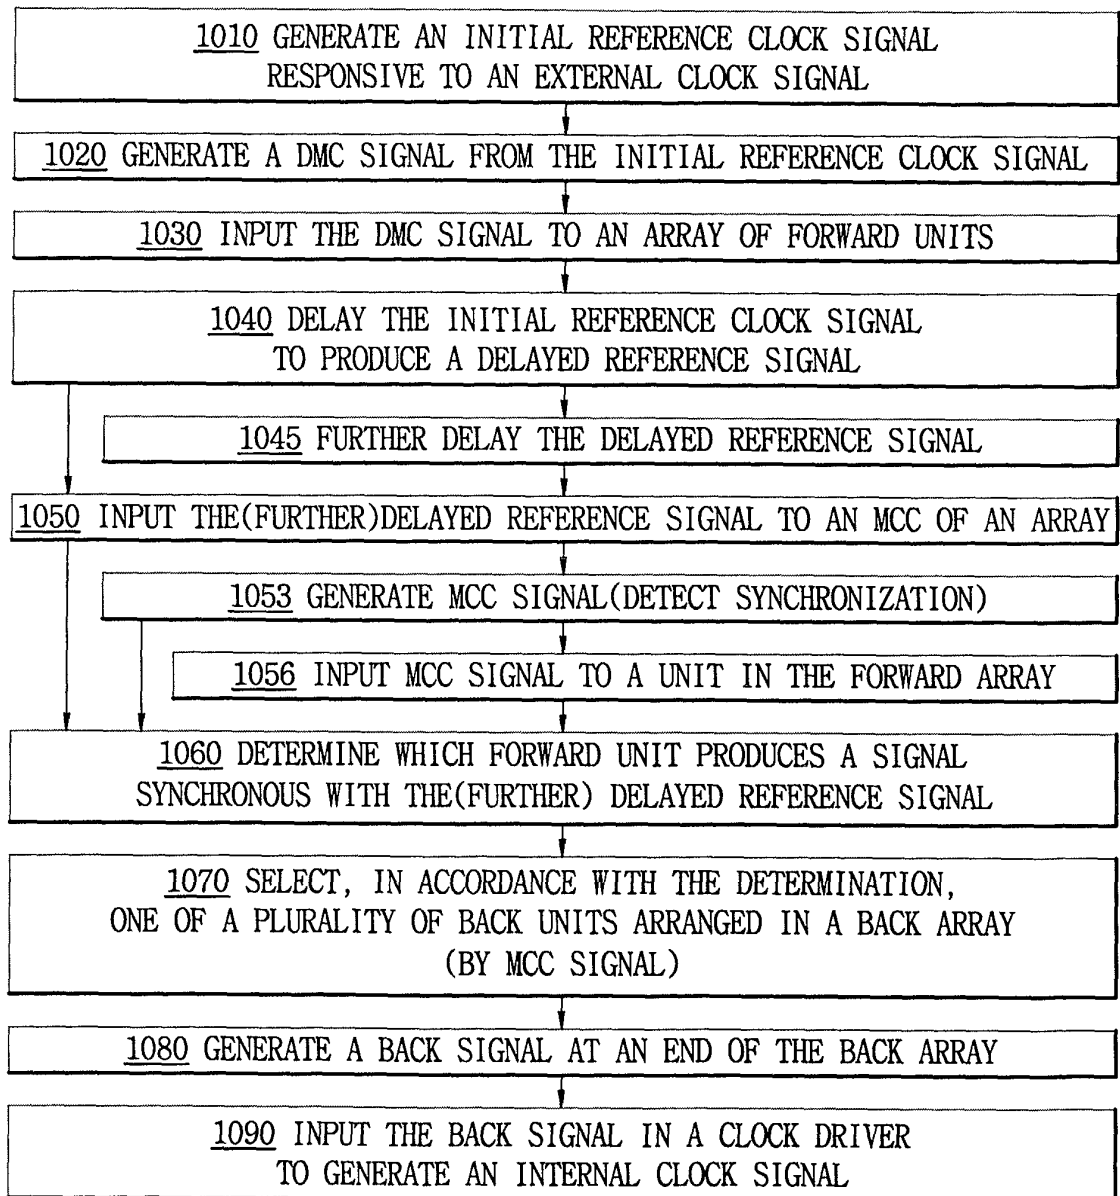 1010 GENERATE AN INITIAL REFERENCE CLOCK SIGNAL
RESPONSIVE TO AN EXTERNAL CLOCK SIGNAL
1020 GENERATE A DMC SIGNAL FROM THE INITIAL REFERENCE CLOCK SIGNAL
1030 INPUT THE DMC SIGNAL TO AN ARRAY OF FORWARD UNITS
1040 DELAY THE INITIAL REFERENCE CLOCK SIGNAL
TO PRODUCE A DELAYED REFERENCE SIGNAL
1045 FURTHER DELAY THE DELAYED REFERENCE SIGNAL
1050 INPUT THE(FURTHER)DELAYED REFERENCE SIGNAL TO AN MCC OF AN ARRAY
1053 GENERATE MCC SIGNAL(DETECT SYNCHRONIZATION)
1056 INPUT MCC SIGNAL TO A UNIT IN THE FORWARD ARRAY
1060 DETERMINE WHICH FORWARD UNIT PRODUCES A SIGNAL
SYNCHRONOUS WITH THE(FURTHER) DELAYED REFERENCE SIGNAL
1070 SELECT, IN ACCORDANCE WITH THE DETERMINATION,
ONE OF A PLURALITY OF BACK UNITS ARRANGED IN A BACK ARRAY
(BY MCC SIGNAL)
1080 GENERATE A BACK SIGNAL AT AN END OF THE BACK ARRAY
1090 INPUT THE BACK SIGNAL IN A CLOCK DRIVER
TO GENERATE AN INTERNAL CLOCK SIGNAL